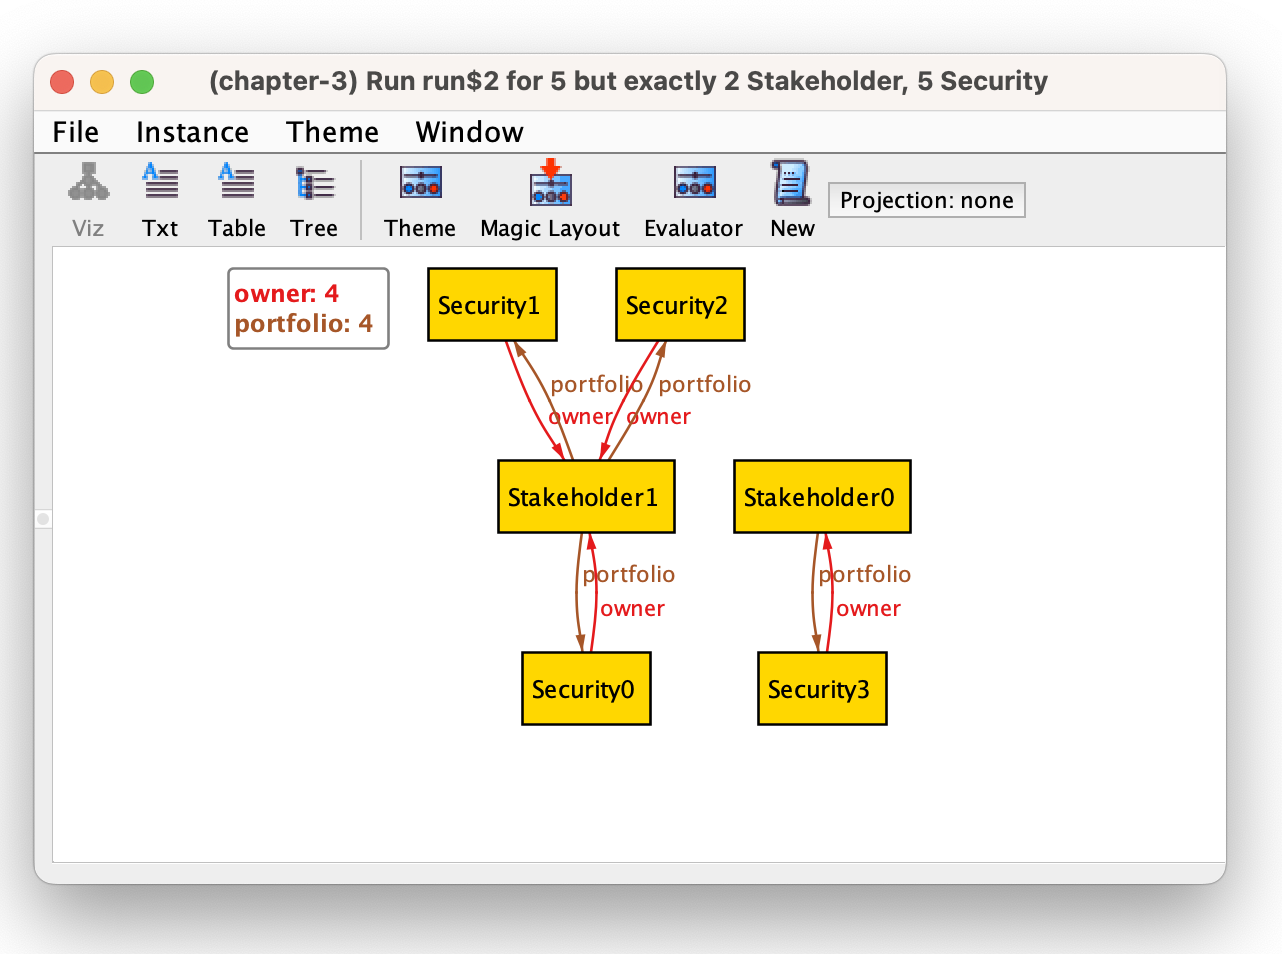 (chapter-3) Run run$2 for 5 but exactly 2 Stakeholder, 5 Security
File Instance Theme Window
Viz Txt Table Tree Theme Magic Layout Evaluator New Projection: none
owner: 4
portfolio: 4
Security1 Security2
portfolio portfolio
owner owner
Stakeholder1 Stakeholder0
portfolio portfolio
owner owner
Security0 Security3